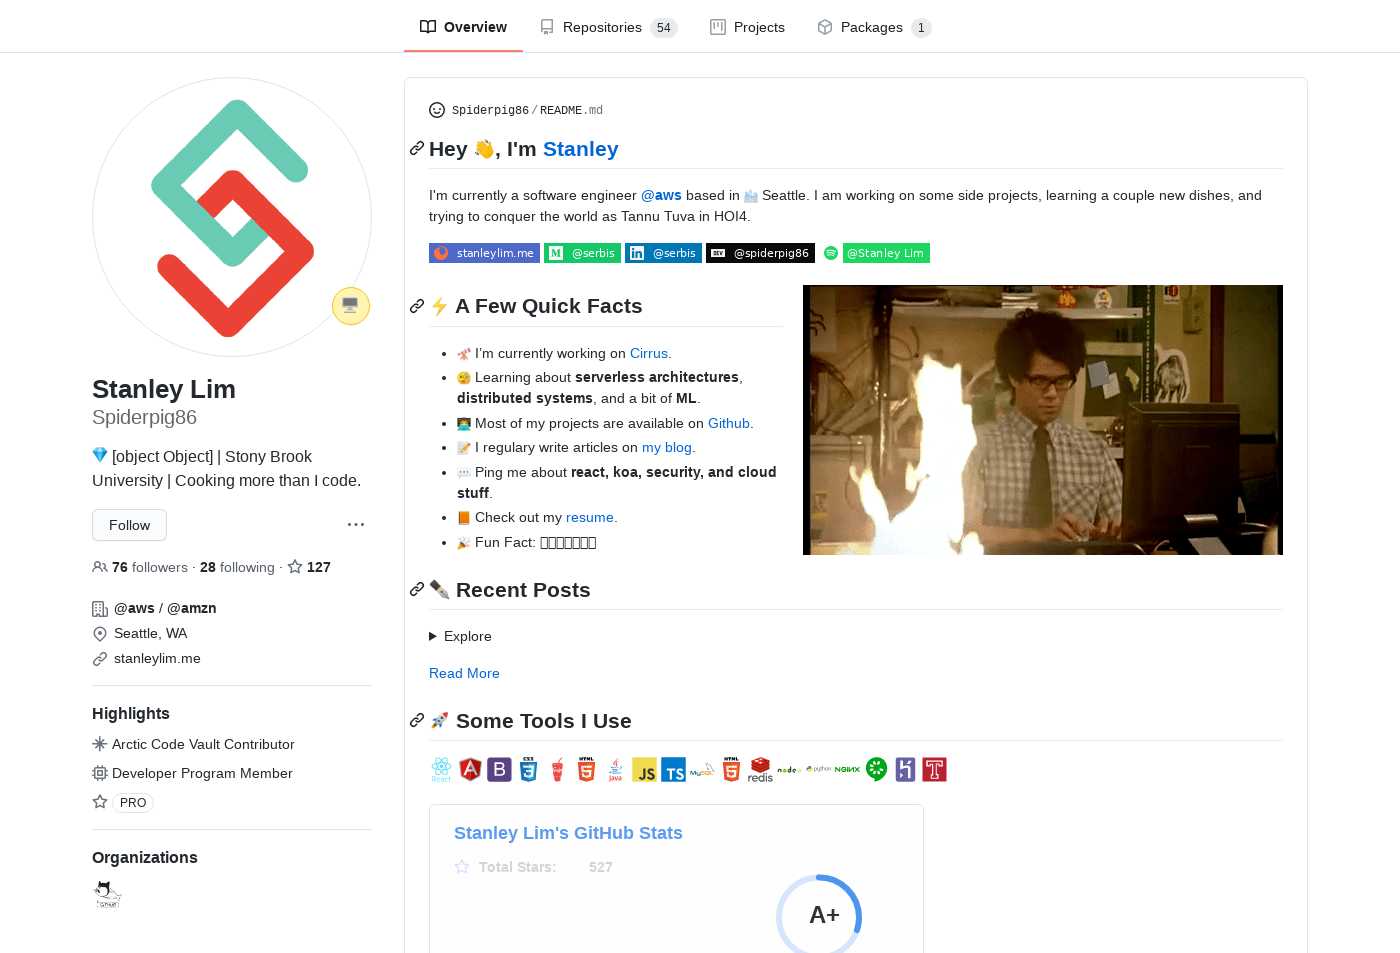 Overview Repositories 54 Projects Packages 1
Spiderpig86/README.md
Hey 👋, I'm Stanley
I'm currently a software engineer @aws based in 🏙️ Seattle. I am working on some side projects, learning a couple new dishes, and
trying to conquer the world as Tannu Tuva in HOI4.
stanleylim.me @serbis @serbis @spiderpig86 @Stanley Lim
⚡ A Few Quick Facts
I'm currently working on Cirrus.
Learning about serverless architectures,
distributed systems, and a bit of ML.
Most of my projects are available on Github.
I regulary write articles on my blog.
Ping me about react, koa, security, and cloud
stuff.
Check out my resume.
Fun Fact: 
Recent Posts
Explore
Read More
Some Tools I Use
React CSS HTML Java JS TS MySQL HTML redis node python NGINX
Stanley Lim's GitHub Stats
Total Stars: 527
A+
Stanley Lim
Spiderpig86
💎 [object Object] | Stony Brook
University | Cooking more than I code.
Follow
76 followers · 28 following · 127
@aws / @amzn
Seattle, WA
stanleylim.me
Highlights
Arctic Code Vault Contributor
Developer Program Member
PRO
Organizations